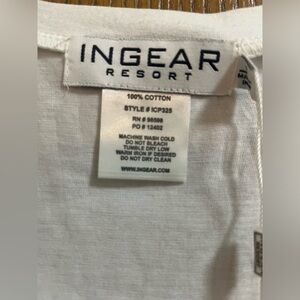 INGEAR
RESORT
100% COTTON
STYLE # ICP325
RN # 98098
PO # 12402
MACHINE WASH COLD
DO NOT BLEACH
TUMBLE DRY LOW
WARM IRON IF DESIRED
DO NOT DRY CLEAN
WWW.INGEAR.COM